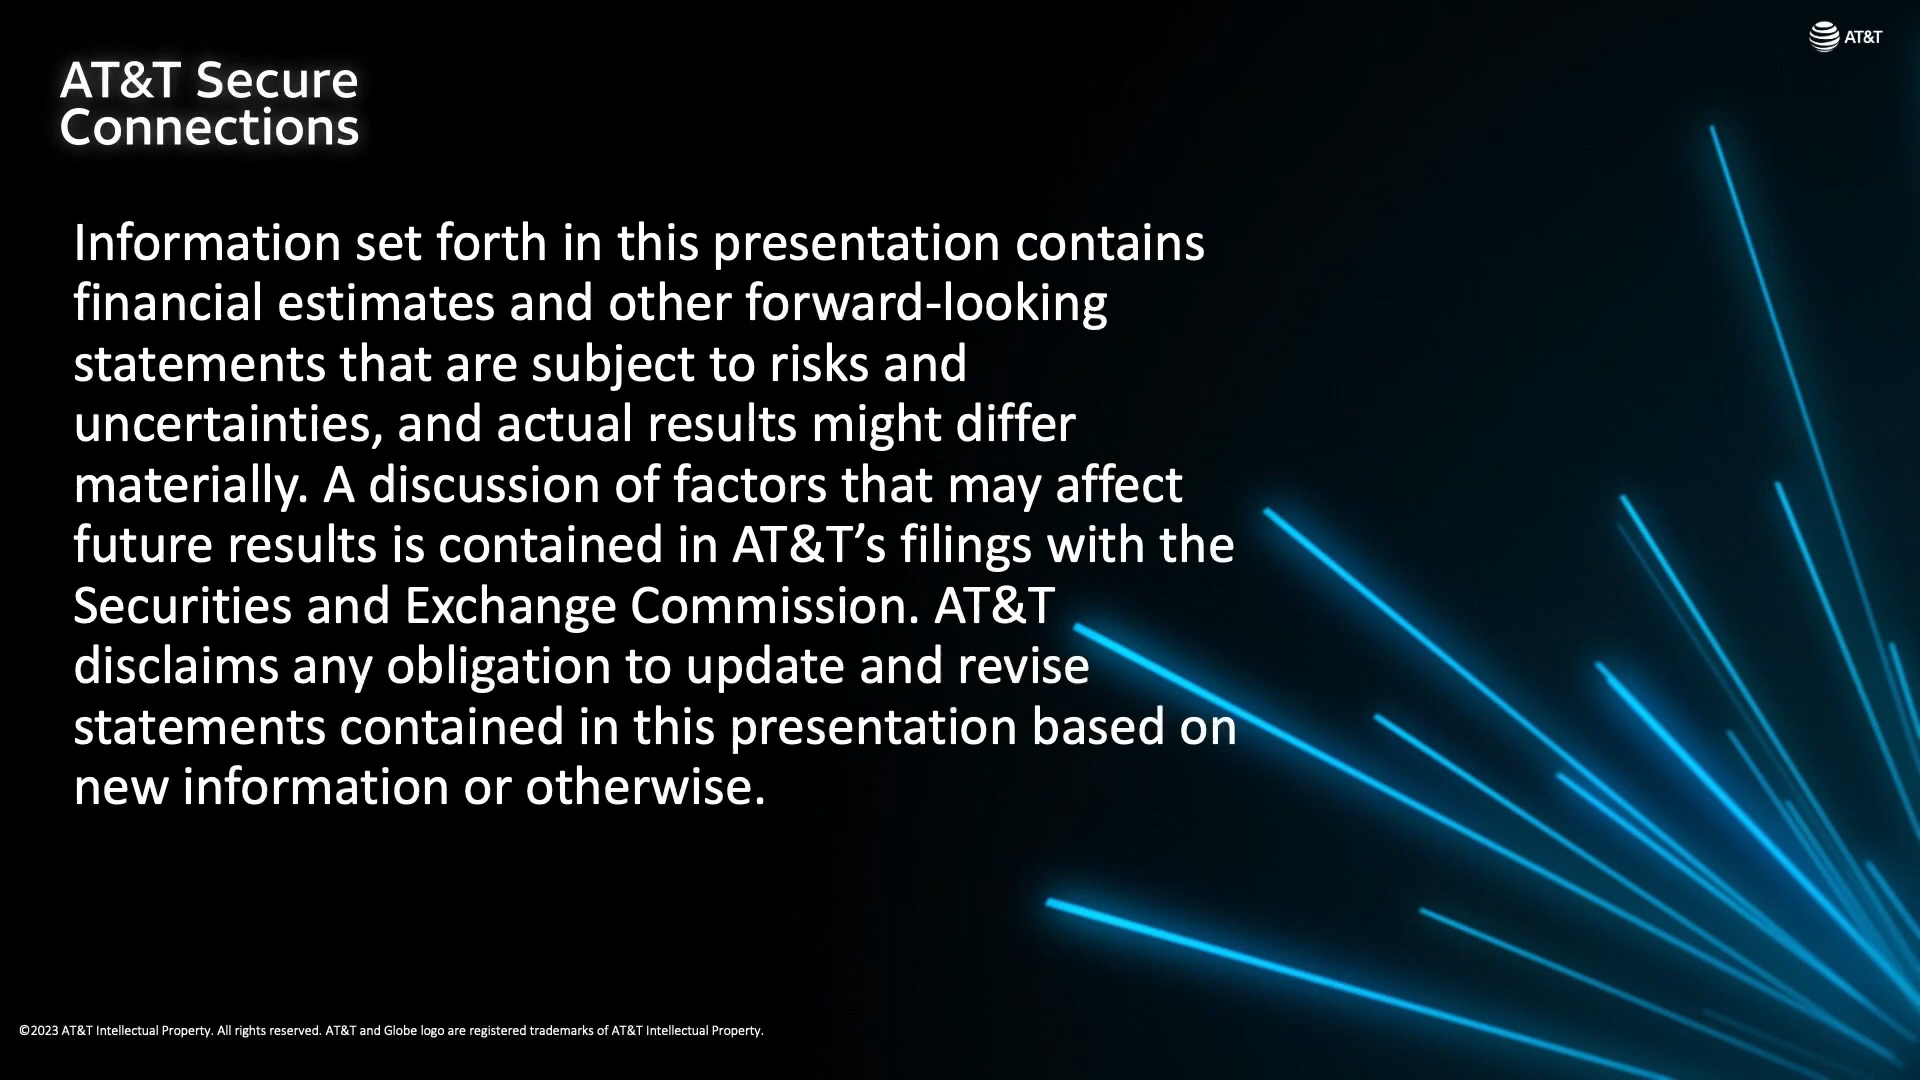 AT&T
AT&T Secure
Connections
Information set forth in this presentation contains
financial estimates and other forward-looking
statements that are subject to risks and
uncertainties, and actual results might differ
materially. A discussion of factors that may affect
future results is contained in AT&T’s filings with the
Securities and Exchange Commission. AT&T
disclaims any obligation to update and revise
statements contained in this presentation based on
new information or otherwise.
©2023 AT&T Intellectual Property. All rights reserved. AT&T and Globe logo are registered trademarks of AT&T Intellectual Property.